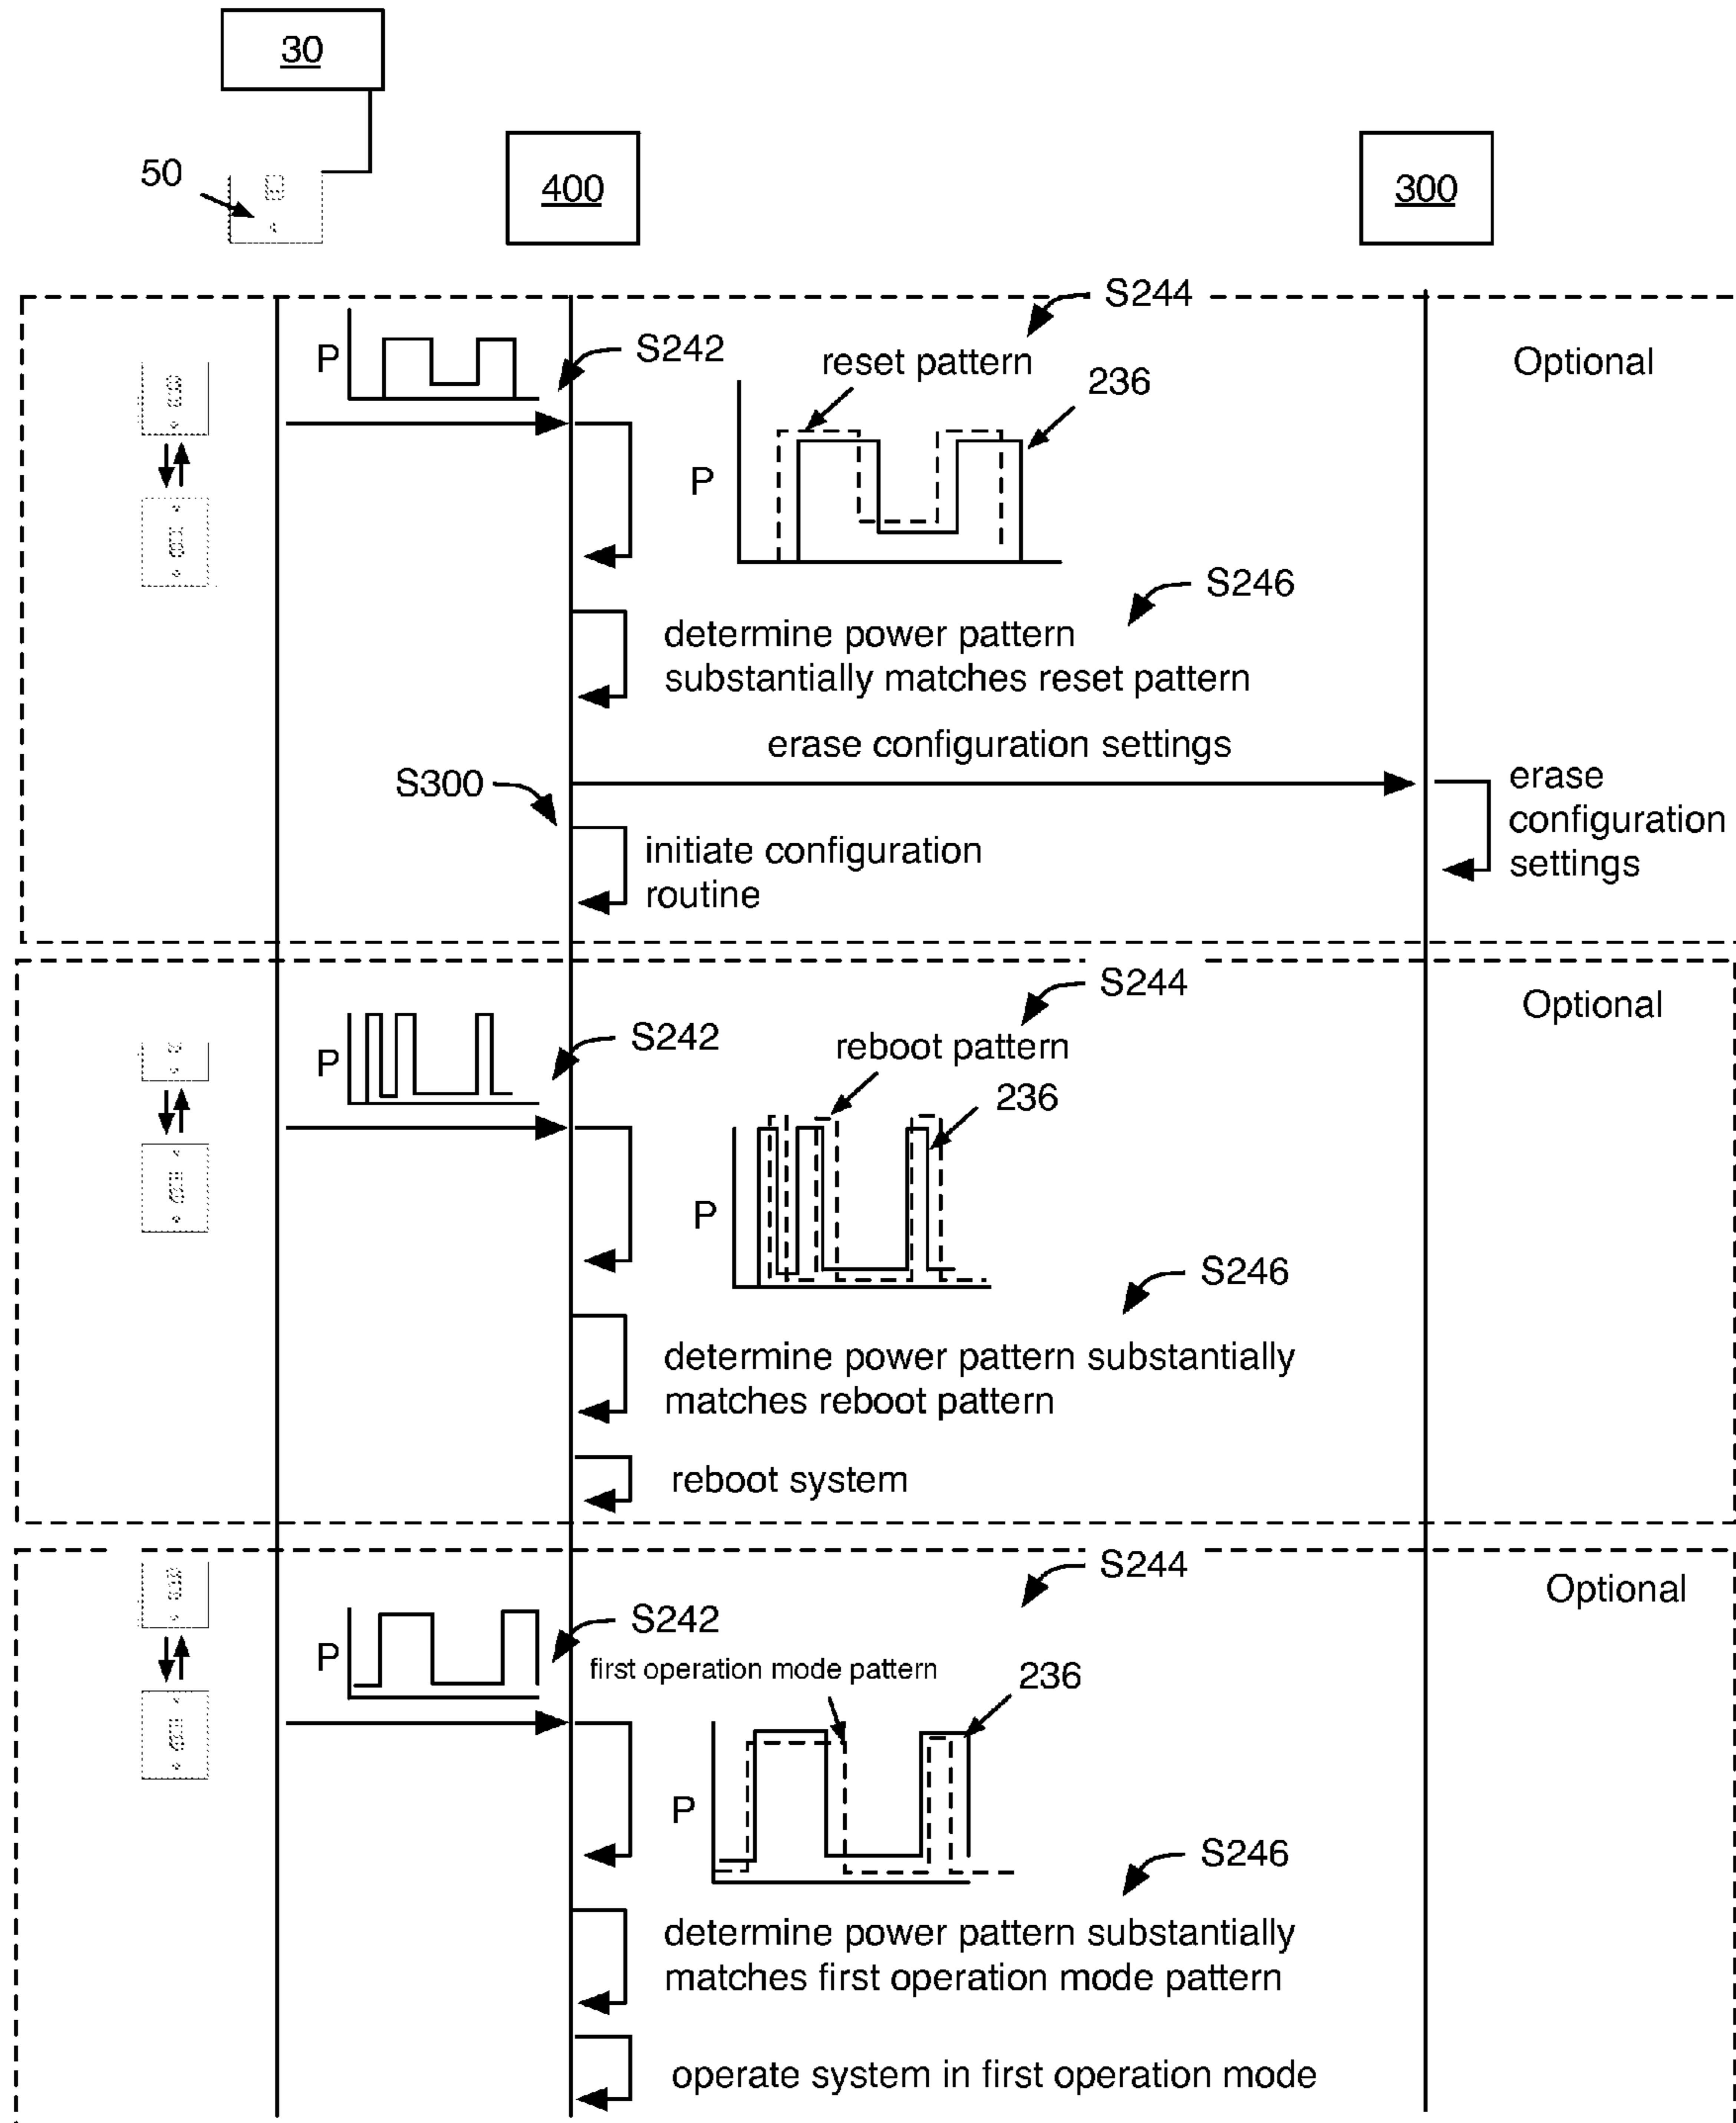 30
50
400
300
S244
P
S242
reset pattern
236
Optional
P
S246
determine power pattern
substantially matches reset pattern
erase configuration settings
S300
erase
configuration
settings
initiate configuration
routine
S244
Optional
P
S242
reboot pattern
236
P
S246
determine power pattern substantially
matches reboot pattern
reboot system
S244
Optional
P
S242
first operation mode pattern
236
P
S246
determine power pattern substantially
matches first operation mode pattern
operate system in first operation mode